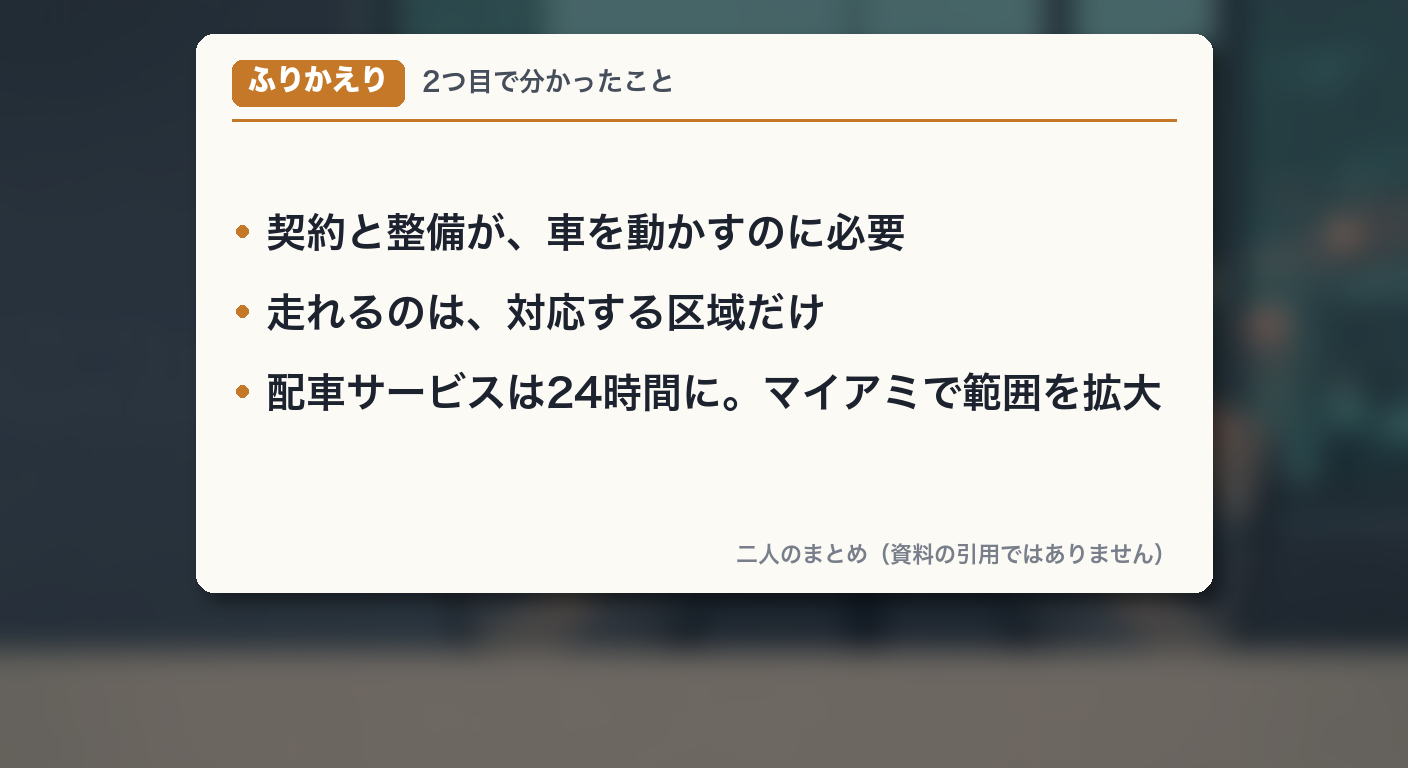 ふりかえり 2つ目で分かったこと
• 契約と整備が、車を動かすのに必要
• 走れるのは、対応する区域だけ
• 配車サービスは24時間に。マイアミで範囲を拡大
二人のまとめ（資料の引用ではありません）